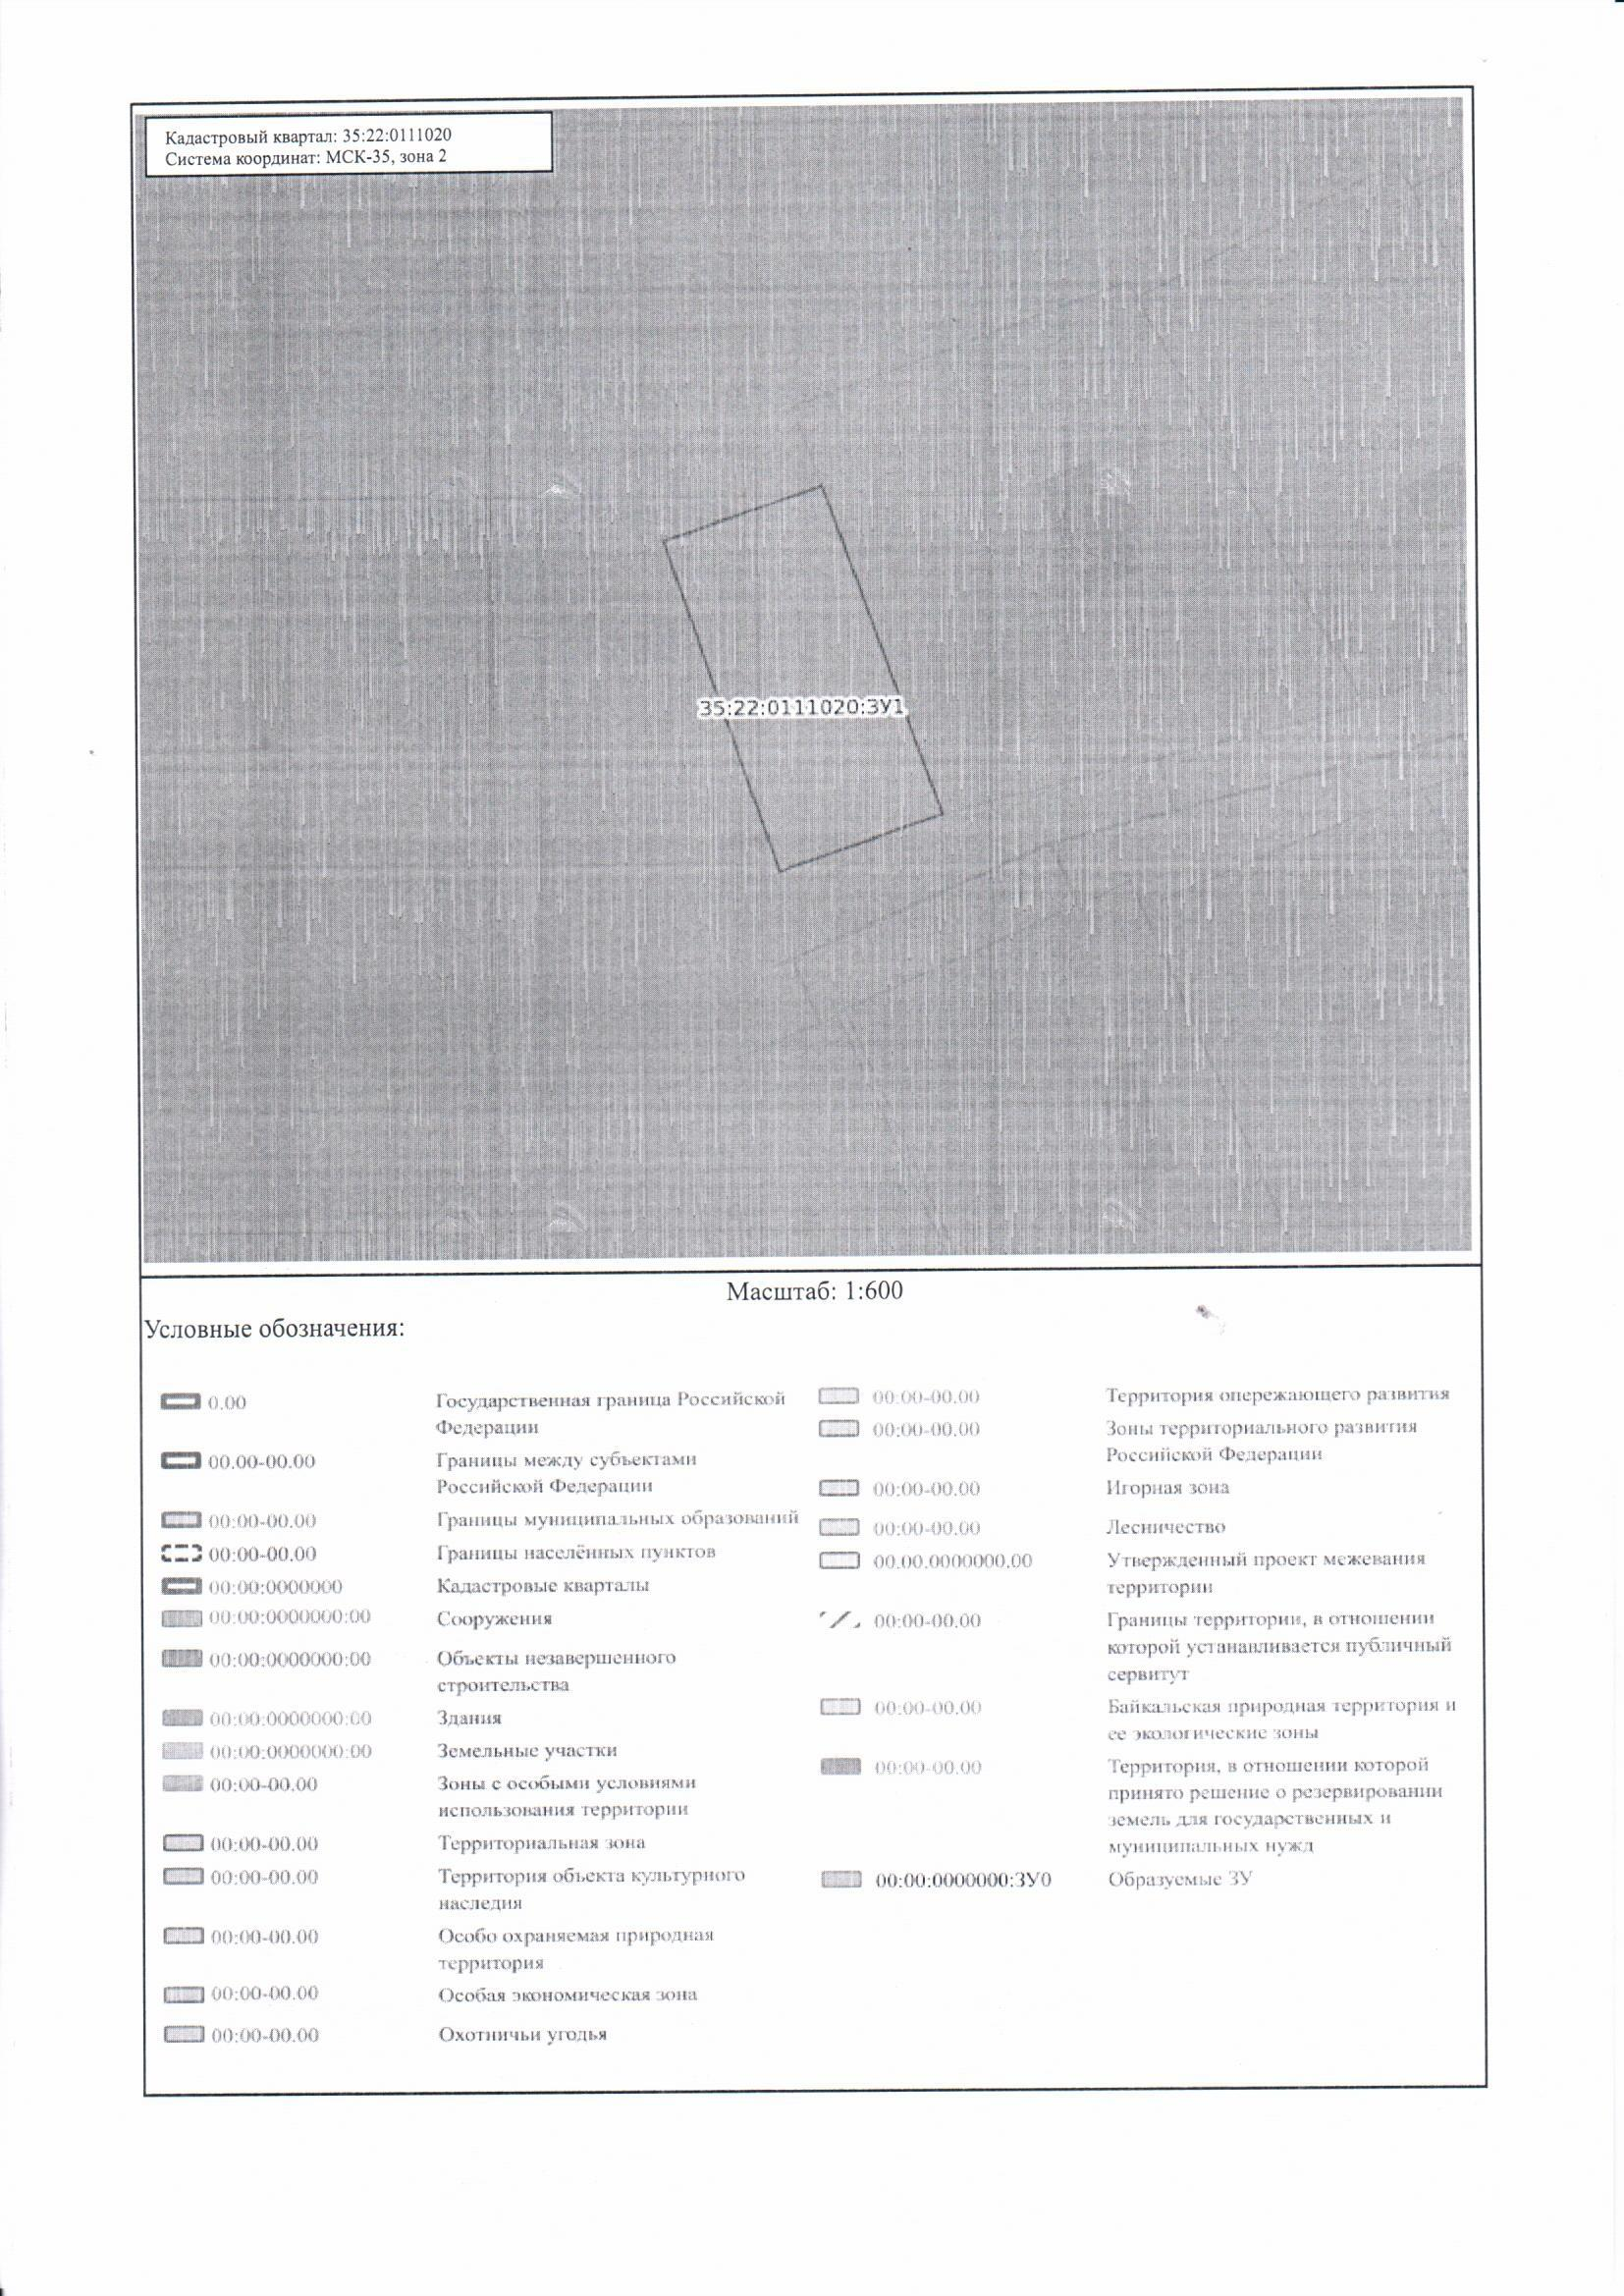 Кадастровый квартал: 35:22:0111020
Система координат: МСК-35, зона 2
35:22:0111020:ЗУ1
Масштаб: 1:600
Условные обозначения:
0.00
Государственная граница Российской
Федерации
00.00-00.00
Границы между субъектами
Российской Федерации
00:00-00.00
Границы муниципальных образований
00:00-00.00
Границы населённых пунктов
00:00:0000000
Кадастровые кварталы
00:00:0000000:00
Сооружения
00:00:0000000:00
Объекты незавершенного
строительства
00:00:0000000:00
Здания
00:00:0000000:00
Земельные участки
00:00-00.00
Зоны с особыми условиями
использования территории
00:00-00.00
Территориальная зона
00:00-00.00
Территория объекта культурного
наследия
00:00-00.00
Особо охраняемая природная
территория
00:00-00.00
Особая экономическая зона
00:00-00.00
Охотничьи угодья
00:00-00.00
Территория опережающего развития
00:00-00.00
Зоны территориального развития
Российской Федерации
00:00-00.00
Игорная зона
00:00-00.00
Лесничество
00.00.0000000.00
Утвержденный проект межевания
территории
00:00-00.00
Границы территории, в отношении
которой устанавливается публичный
сервитут
00:00-00.00
Байкальская природная территория и
ее экологические зоны
00:00-00.00
Территория, в отношении которой
принято решение о резервировании
земель для государственных и
муниципальных нужд
00:00:0000000:ЗУ0
Образуемые ЗУ